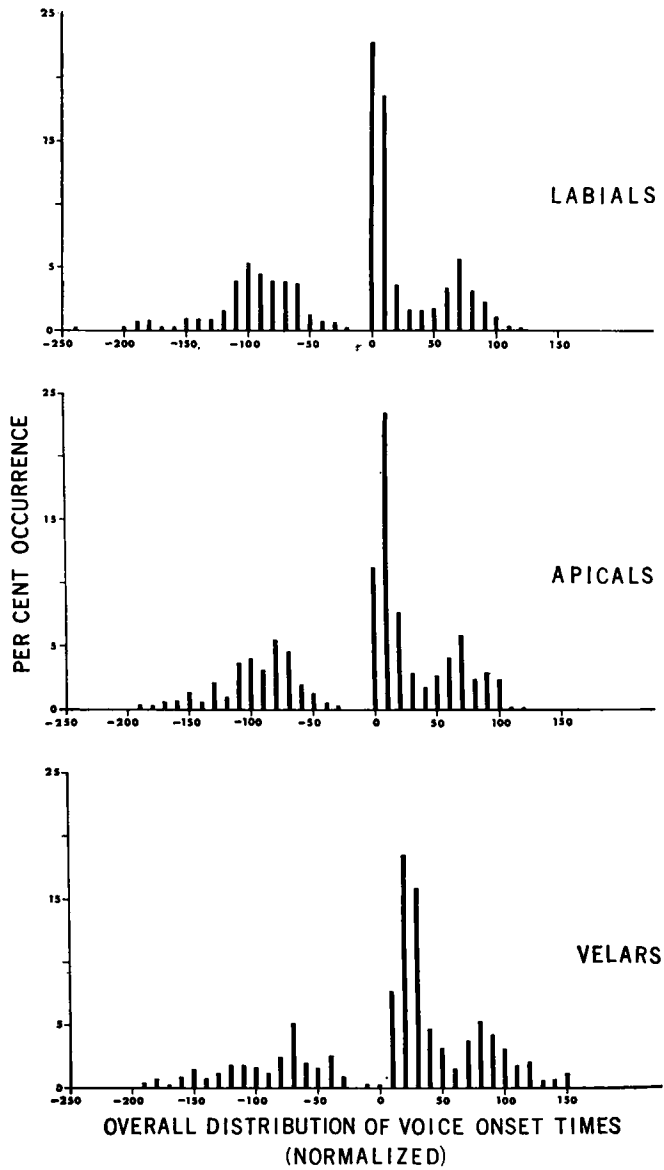 25
15
5
0
-250 -200 -150 -100 -50 0 50 100 150
LABIALS
25
15
5
0
-250 -200 -150 -100 -50 0 50 100 150
APICALS
PER CENT OCCURRENCE
25
15
5
0
-250 -200 -150 -100 -50 0 50 100 150
VELARS
OVERALL DISTRIBUTION OF VOICE ONSET TIMES
(NORMALIZED)